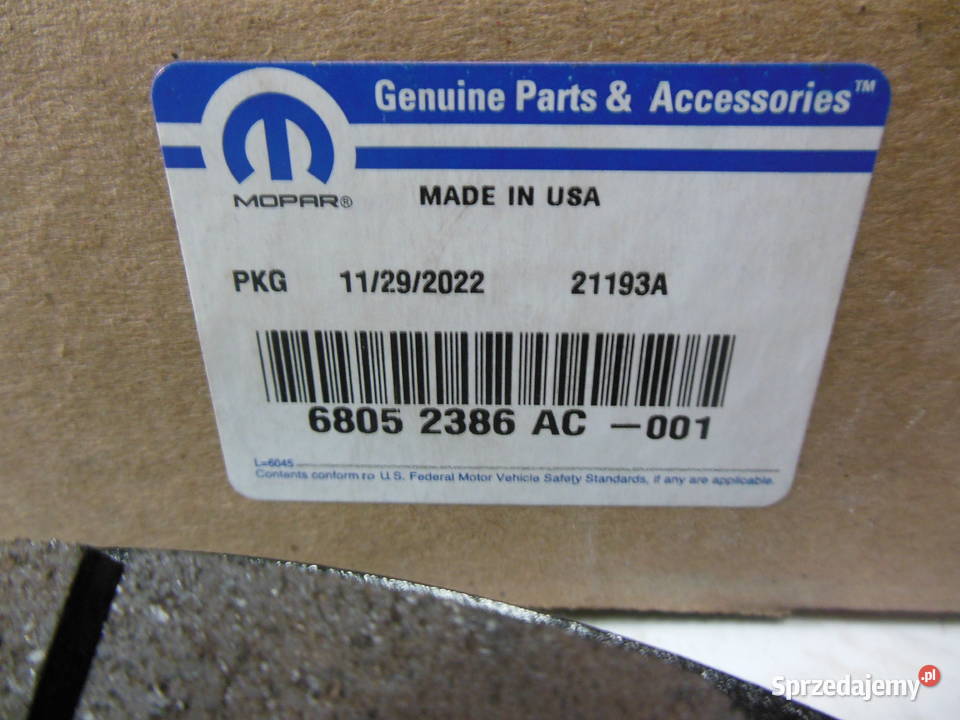 Genuine Parts & Accessories™
MOPAR®
MADE IN USA
PKG 11/29/2022 21193A
6805 2386 AC -001
L=6045
Contents conform to U.S. Federal Motor Vehicle Safety Standards, if any are applicable.
Sprzedajemy.pl